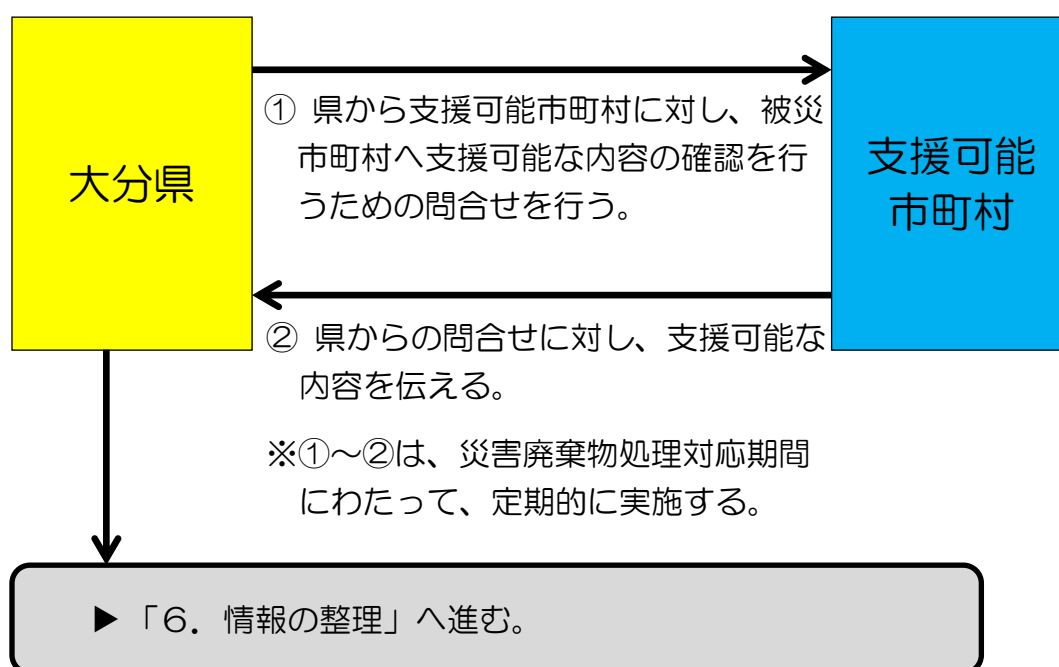 大分県
① 県から支援可能市町村に対し、被災
市町村へ支援可能な内容の確認を行
うための問合せを行う。
支援可能
市町村
② 県からの問合せに対し、支援可能な
内容を伝える。
※①～②は、災害廃棄物処理対応期間
にわたって、定期的に実施する。
▶「６．情報の整理」へ進む。